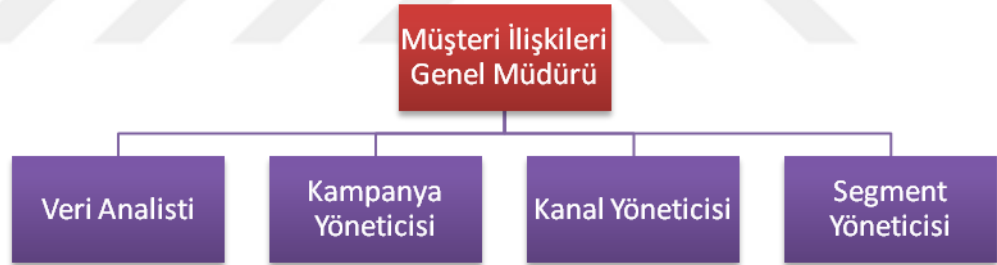 Müşteri İlişkileri
Genel Müdürü
Veri Analisti
Kampanya
Yöneticisi
Kanal Yöneticisi
Segment
Yöneticisi